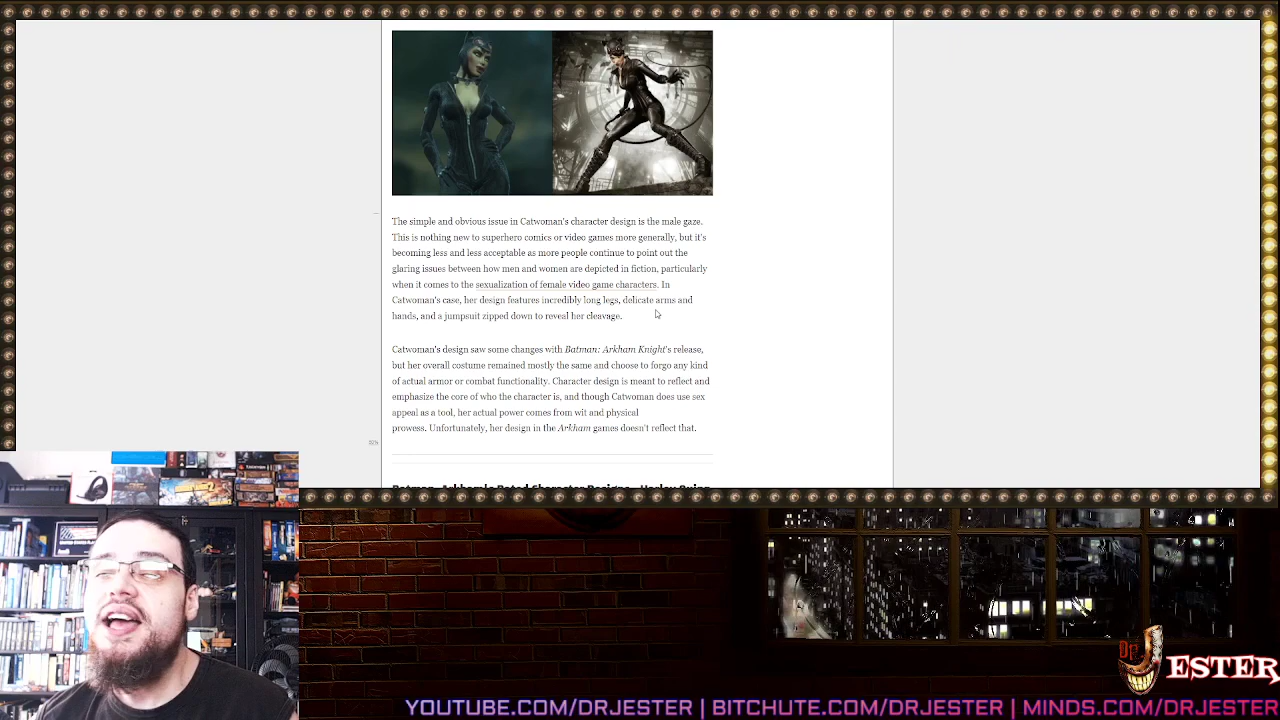 The simple and obvious issue in Catwoman's character design is the male gaze.
This is nothing new to superhero comics or video games more generally, but it's
becoming less and less acceptable as more people continue to point out the
glaring issues between how men and women are depicted in fiction, particularly
when it comes to the sexualization of female video game characters. In
Catwoman's case, her design features incredibly long legs, delicate arms and
hands, and a jumpsuit zipped down to reveal her cleavage.
Catwoman's design saw some changes with Batman: Arkham Knight's release,
but her overall costume remained mostly the same and choose to forgo any kind
of actual armor or combat functionality. Character design is meant to reflect and
emphasize the core of who the character is, and though Catwoman does use sex
appeal as a tool, her actual power comes from wit and physical
prowess. Unfortunately, her design in the Arkham games doesn't reflect that.
Dr. JESTER
YOUTUBE.COM/DRJESTER | BITCHUTE.COM/DRJESTER | MINDS.COM/DRJESTER